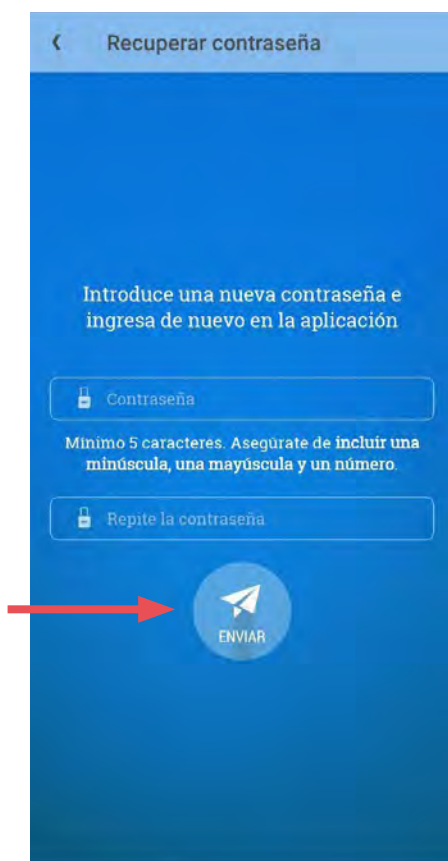 Recuperar contraseña
Introduce una nueva contraseña e
ingresa de nuevo en la aplicación
Contraseña
Mínimo 5 caracteres. Asegúrate de incluir una
minúscula, una mayúscula y un número.
Repite la contraseña
ENVIAR